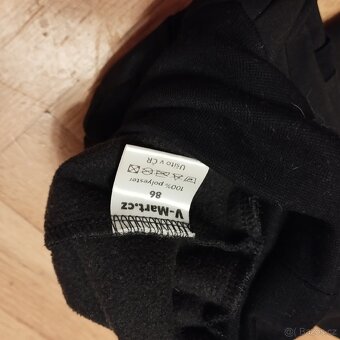 V-Mart.cz
86
100% polyester
Ušito v ČR